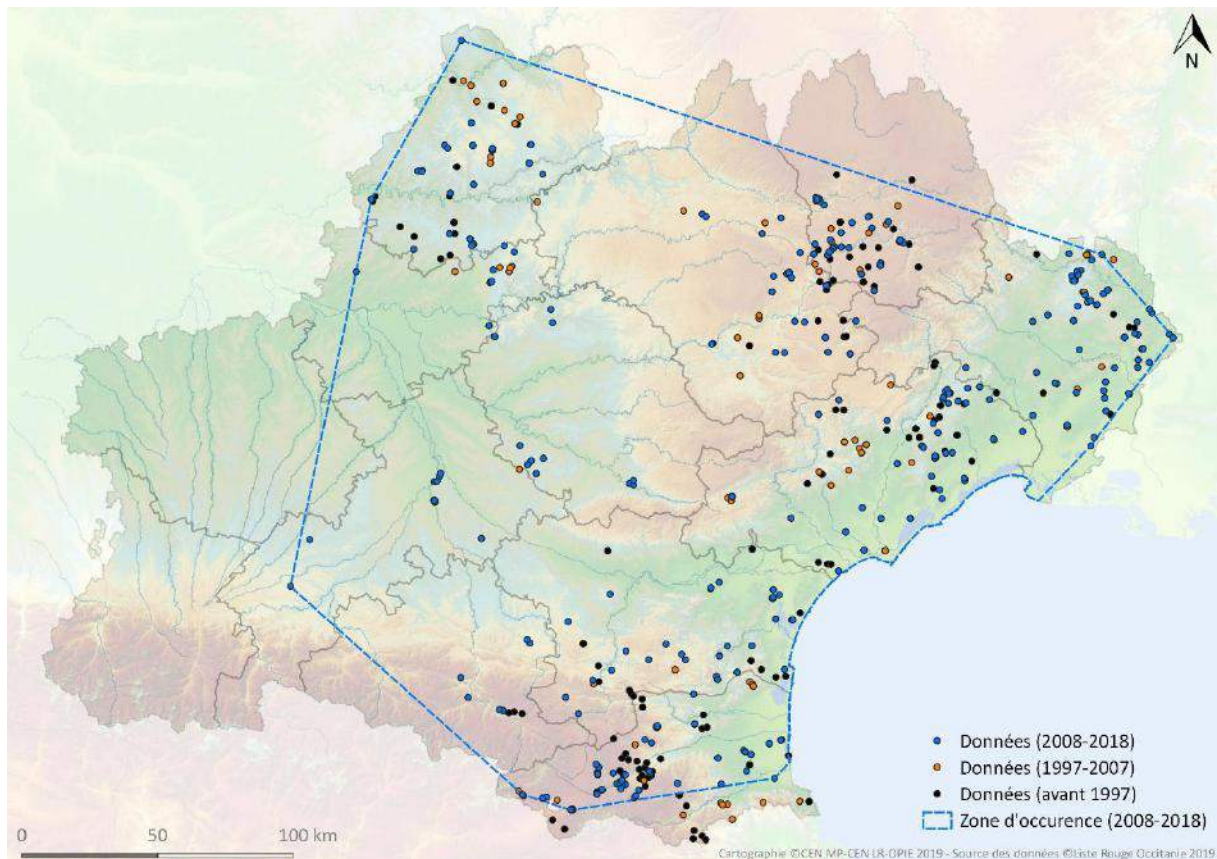 N
Données (2008-2018)
Données (1997-2007)
Données (avant 1997)
Zone d'occurence (2008-2018)
0 50 100 km
Cartographie ©CEN MP-CEN LR-OPIE 2019 - Source des données ©Liste Rouge Occitanie 2019